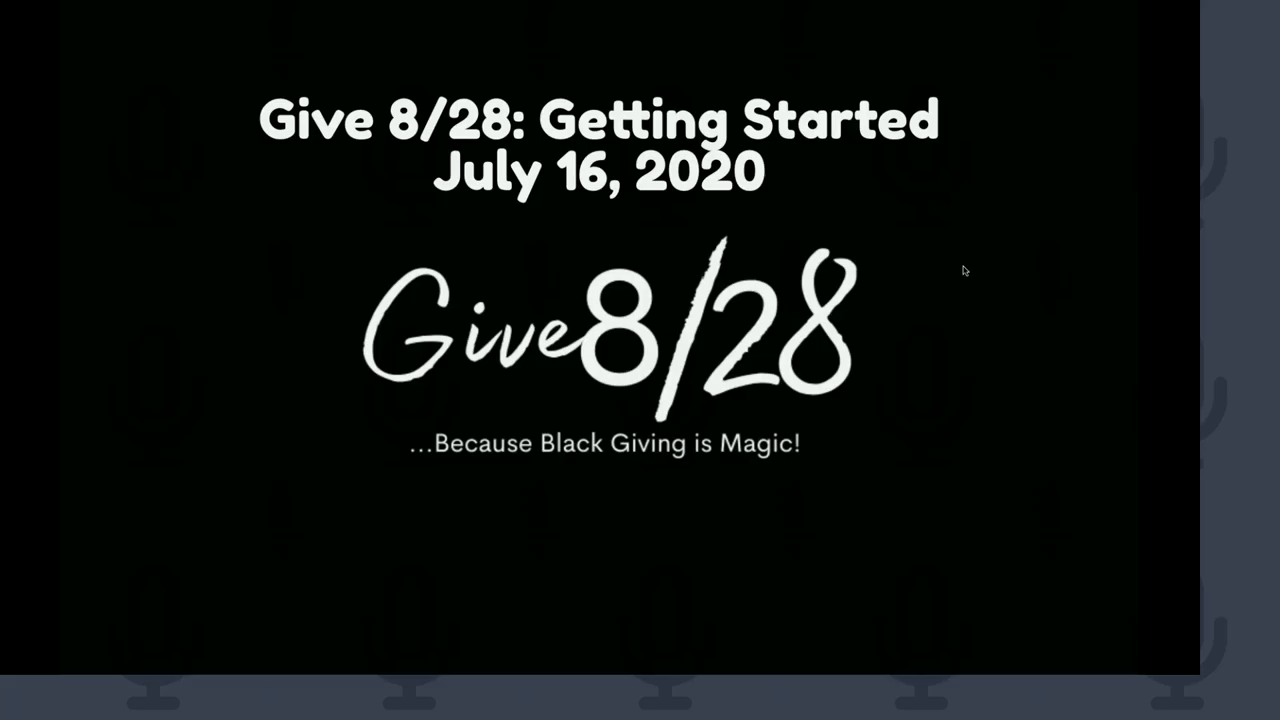 Give 8/28: Getting Started
July 16, 2020
Give8/28
...Because Black Giving is Magic!